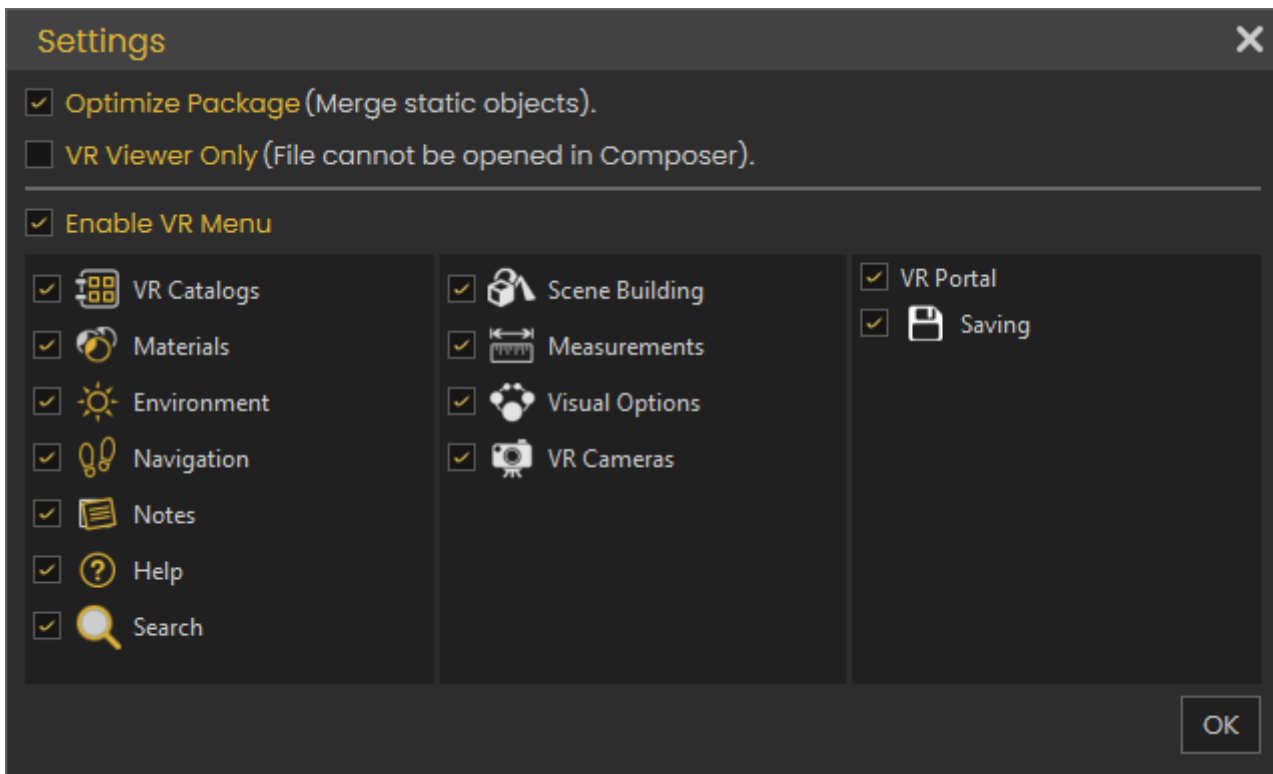 Settings
Optimize Package (Merge static objects).
VR Viewer Only (File cannot be opened in Composer).
Enable VR Menu
VR Catalogs
Materials
Environment
Navigation
Notes
Help
Search
Scene Building
Measurements
Visual Options
VR Cameras
VR Portal
Saving
OK